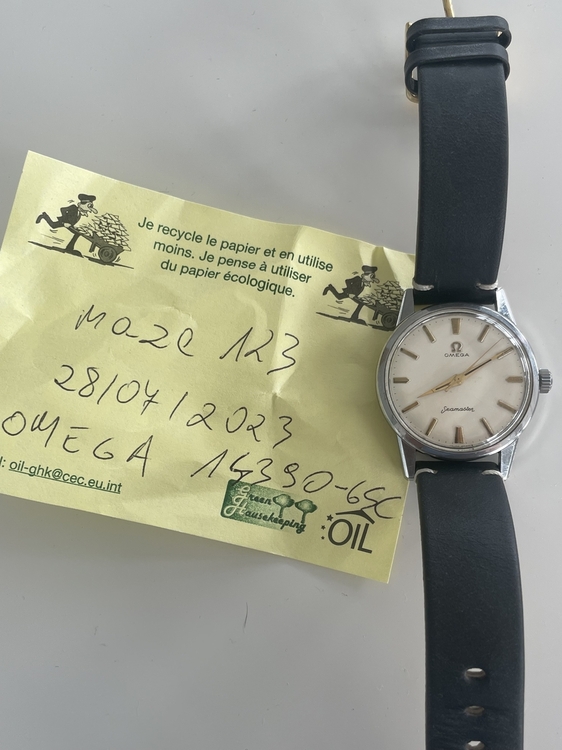 Je recycle le papier et en utilise
moins. Je pense à utiliser
du papier écologique.
maze 123
28/07/2023
OMEGA 14390-6SC
l: oil-ghk@cec.eu.int
Green
Housekeeping
:OIL
Ω
OMEGA
Seamaster